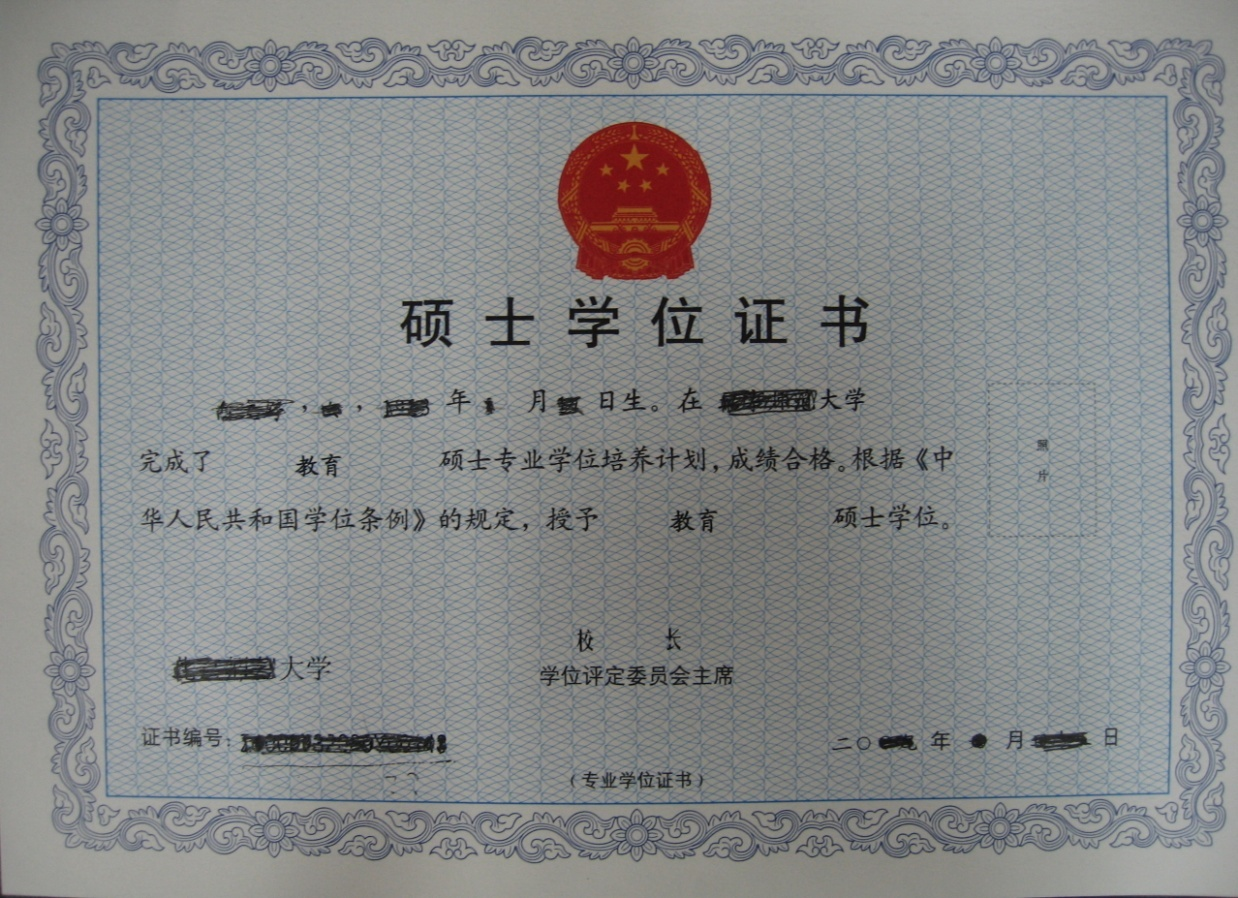 硕士学位证书
， ， 年 月 日生。在 大学
完成了 教育 硕士专业学位培养计划，成绩合格。根据《中
华人民共和国学位条例》的规定，授予 教育 硕士学位。
照
片
校 长
大学
学位评定委员会主席
证书编号：
二〇 年 月 日
（专业学位证书）